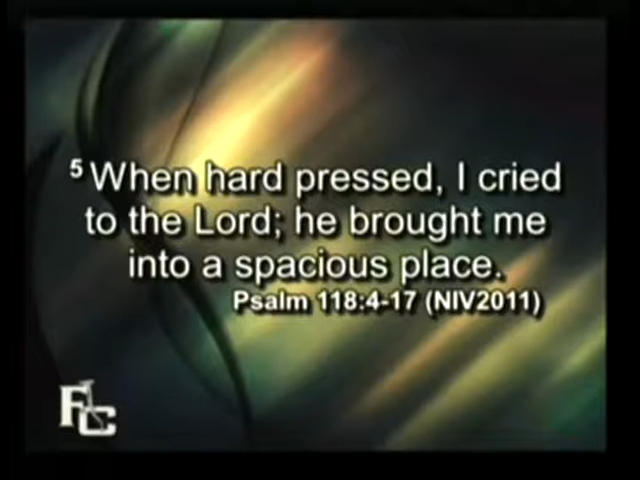 5 When hard pressed, I cried
to the Lord; he brought me
into a spacious place.
Psalm 118:4-17 (NIV2011)
FLC